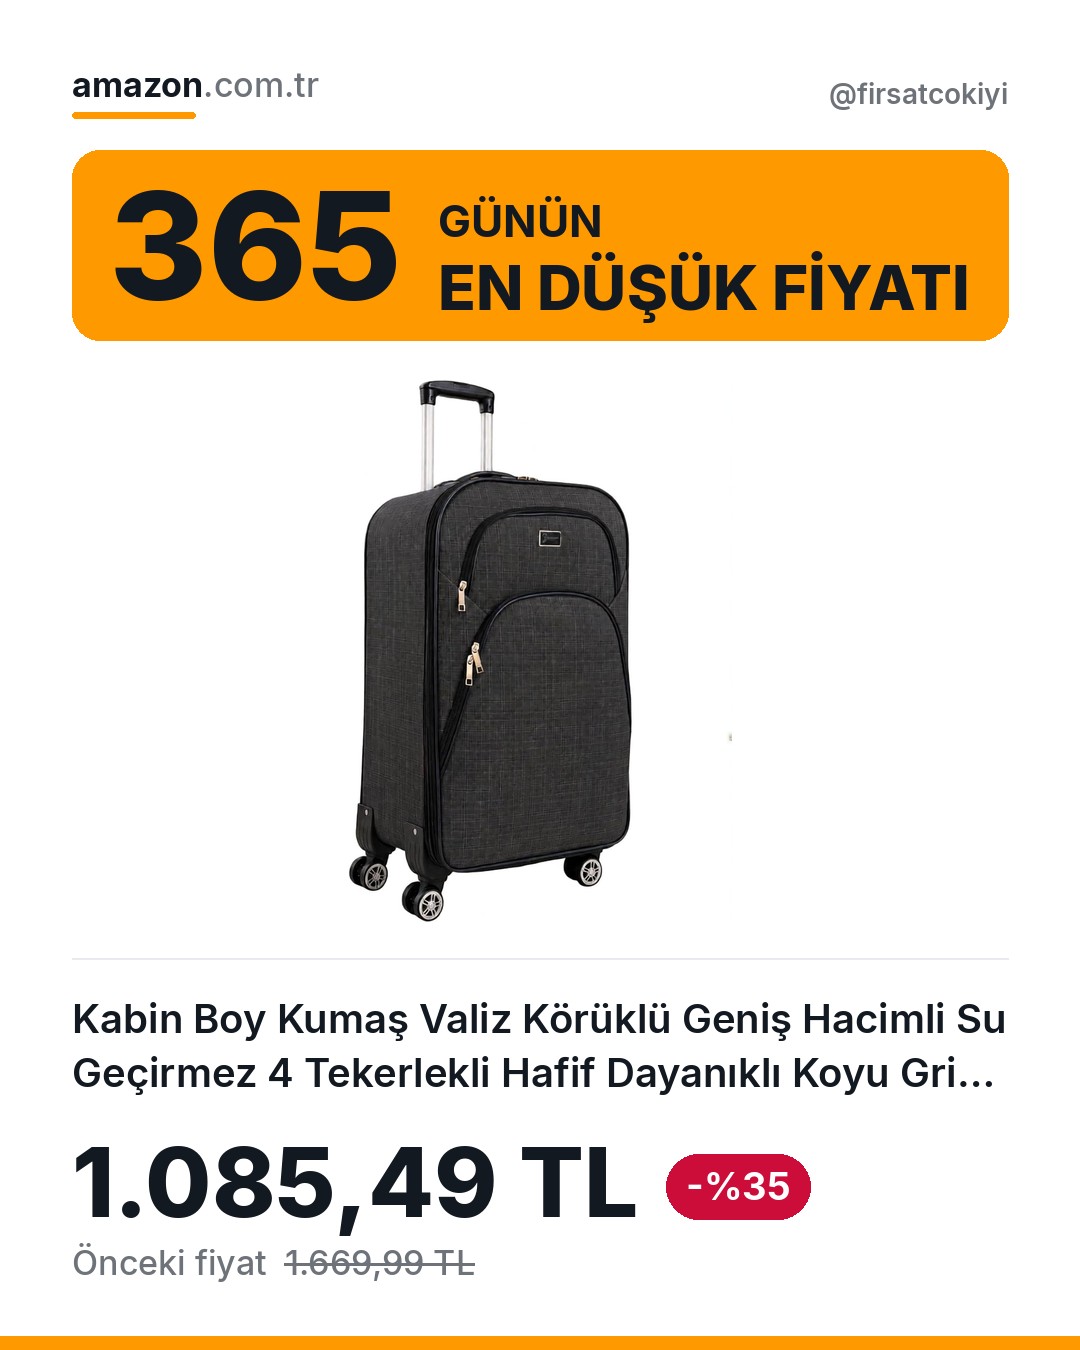 amazon.com.tr
@firsatcokiyi
365
GÜNÜN
EN DÜŞÜK FİYATI
Kabin Boy Kumaş Valiz Körüklü Geniş Hacimli Su
Geçirmez 4 Tekerlekli Hafif Dayanıklı Koyu Gri...
1.085,49 TL
-%35
Önceki fiyat 1.669,99 TL